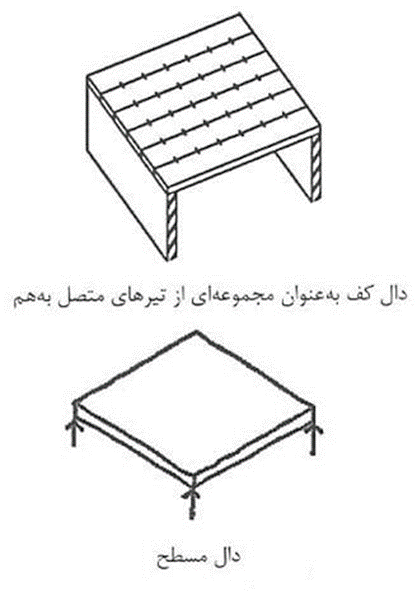 دال کف به‌عنوان مجموعه‌ای از تیرهای متصل به‌هم
دال مسطح